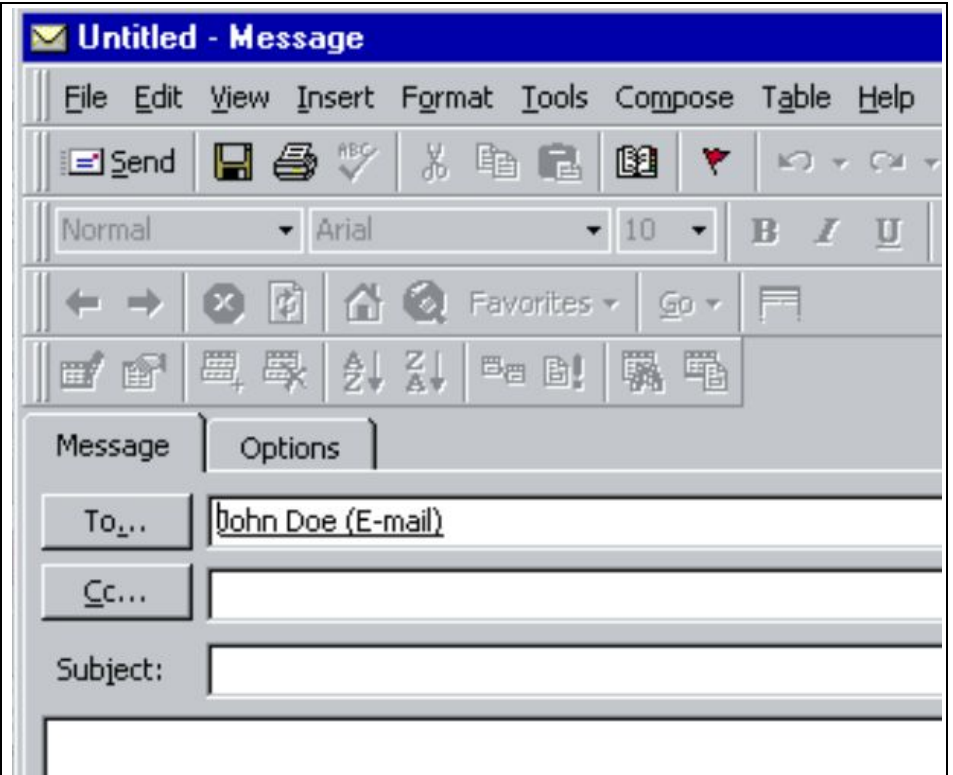 Untitled - Message
File Edit View Insert Format Tools Compose Table Help
Send ABC
Normal Arial 10 B I U
Favorites Go
A Z Z A
Message Options
To... John Doe (E-mail)
Cc...
Subject: